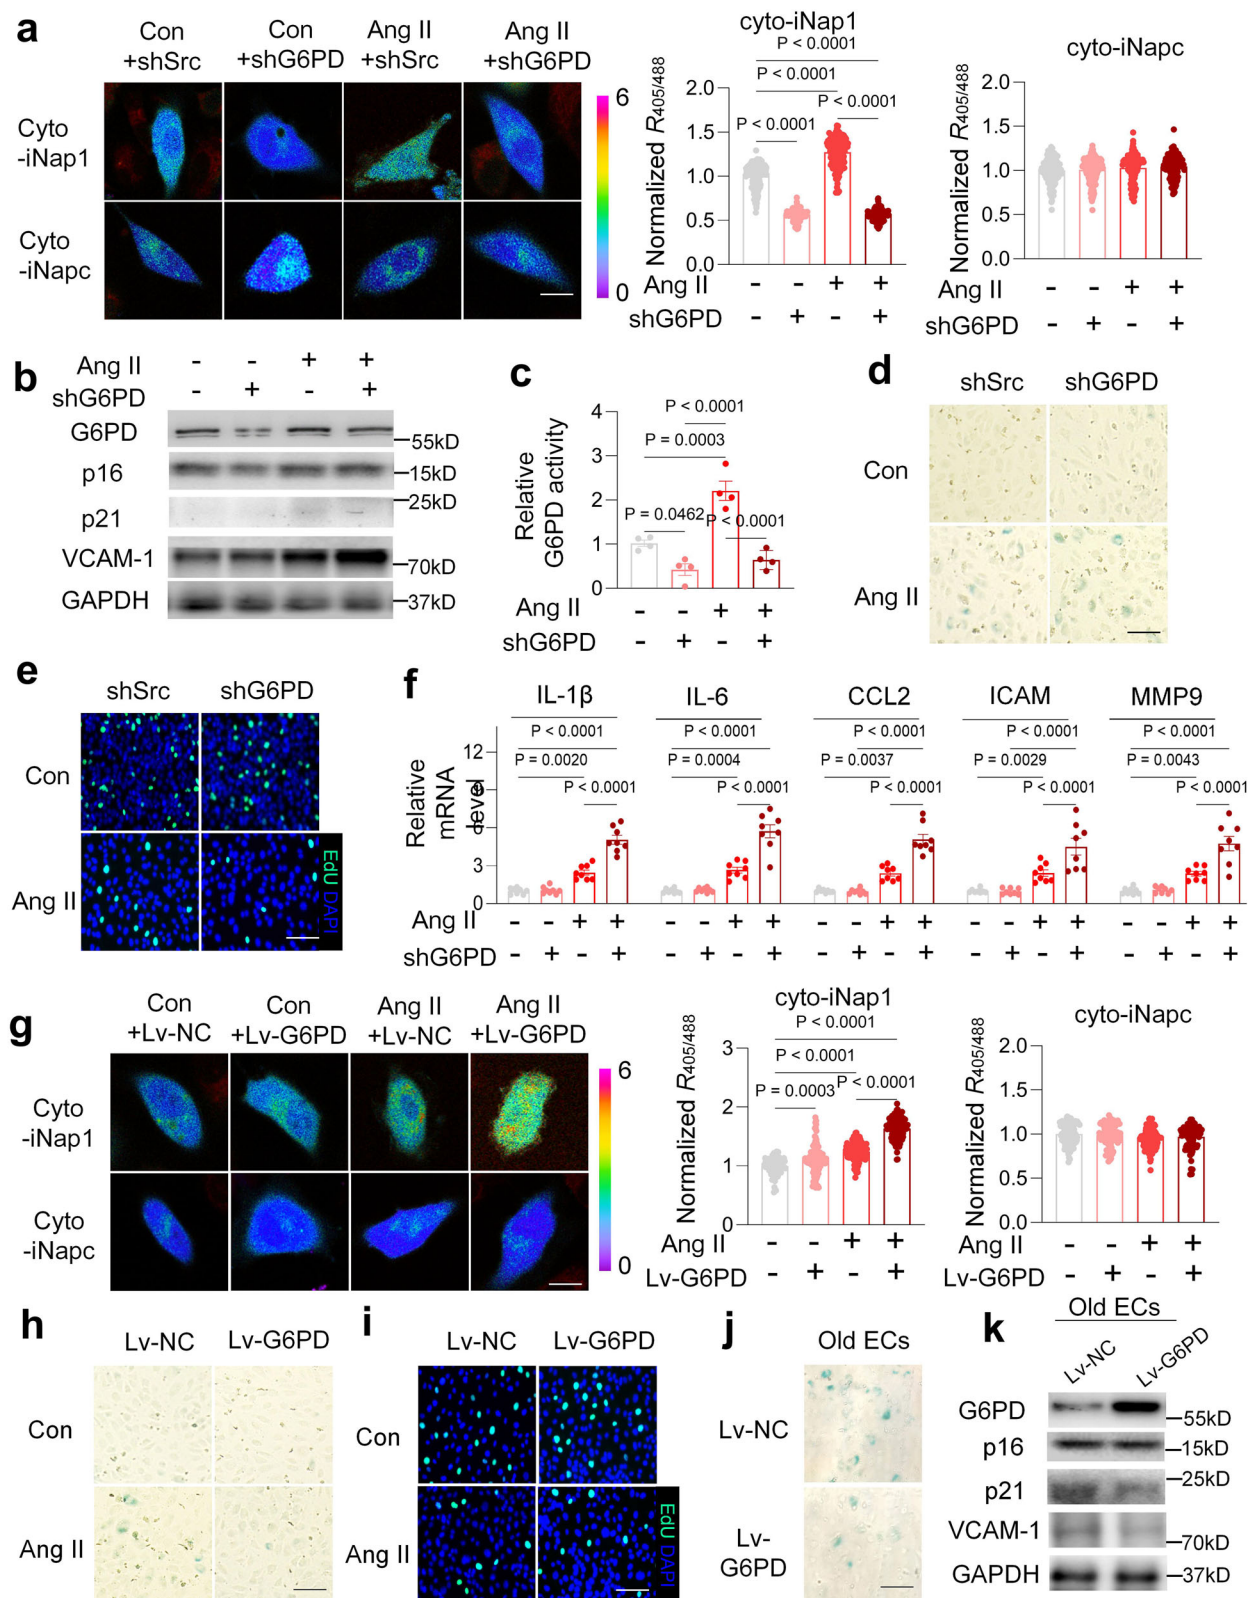 a
Con
+shSrc
Con
+shG6PD
Ang II
+shSrc
Ang II
+shG6PD
Cyto
-iNap1
Cyto
-iNapc
6
0
cyto-iNap1
P < 0.0001
P < 0.0001
P < 0.0001
P < 0.0001
Normalized R405/488
2.0
1.5
1.0
0.5
0.0
Ang II - - + +
shG6PD - + - +
cyto-iNapc
Normalized R405/488
2.0
1.5
1.0
0.5
0.0
Ang II - - + +
shG6PD - + - +
b
Ang II - - + +
shG6PD - + - +
G6PD
55kD
p16
15kD
25kD
p21
VCAM-1
70kD
GAPDH
37kD
c
Relative
G6PD activity
4
3
2
1
0
P < 0.0001
P = 0.0003
P = 0.0462
P < 0.0001
Ang II - - + +
shG6PD - + - +
d
shSrc shG6PD
Con
Ang II
e
shSrc shG6PD
Con
Ang II
EdU DAPI
f
Relative
mRNA
level
12
3
0
IL-1β
P < 0.0001
P = 0.0020
P < 0.0001
IL-6
P < 0.0001
P = 0.0004
P < 0.0001
CCL2
P < 0.0001
P = 0.0037
P < 0.0001
ICAM
P < 0.0001
P = 0.0029
P < 0.0001
MMP9
P < 0.0001
P = 0.0043
P < 0.0001
Ang II - - + + - - + + - - + + - - + + - - + +
shG6PD - + - + - + - + - + - + - + - + - + - +
g
Con
+Lv-NC
Con
+Lv-G6PD
Ang II
+Lv-NC
Ang II
+Lv-G6PD
Cyto
-iNap1
Cyto
-iNapc
6
0
cyto-iNap1
P < 0.0001
P < 0.0001
P = 0.0003
P < 0.0001
Normalized R405/488
3
2
1
0
Ang II - - + +
Lv-G6PD - + - +
cyto-iNapc
Normalized R405/488
2.0
1.5
1.0
0.5
0.0
Ang II - - + +
Lv-G6PD - + - +
h
Lv-NC Lv-G6PD
Con
Ang II
i
Lv-NC Lv-G6PD
Con
Ang II
EdU DAPI
j
Old ECs
Lv-NC
Lv-
G6PD
k
Old ECs
Lv-NC
Lv-G6PD
G6PD
55kD
p16
15kD
25kD
p21
VCAM-1
70kD
GAPDH
37kD